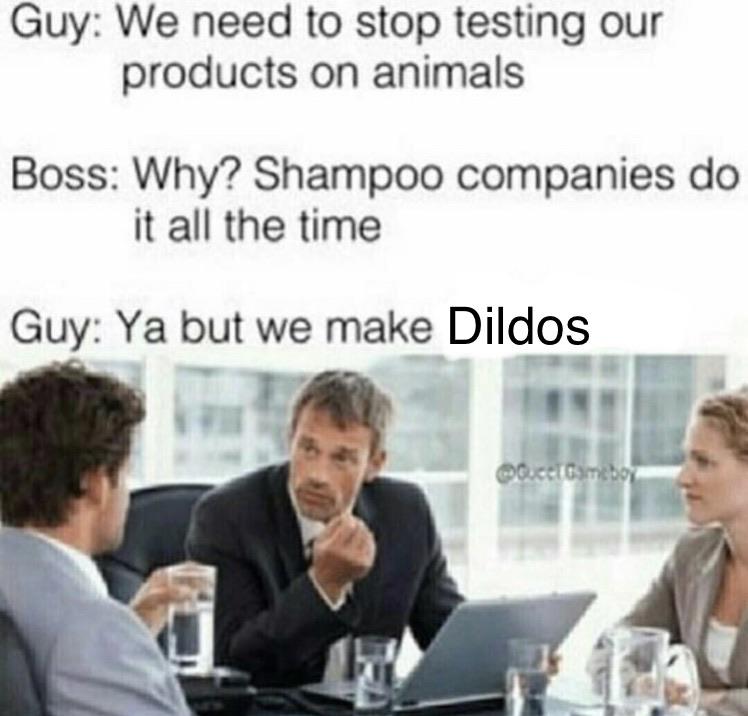 Guy: We need to stop testing our
products on animals
Boss: Why? Shampoo companies do
it all the time
Guy: Ya but we make Dildos
@GucciGameboy